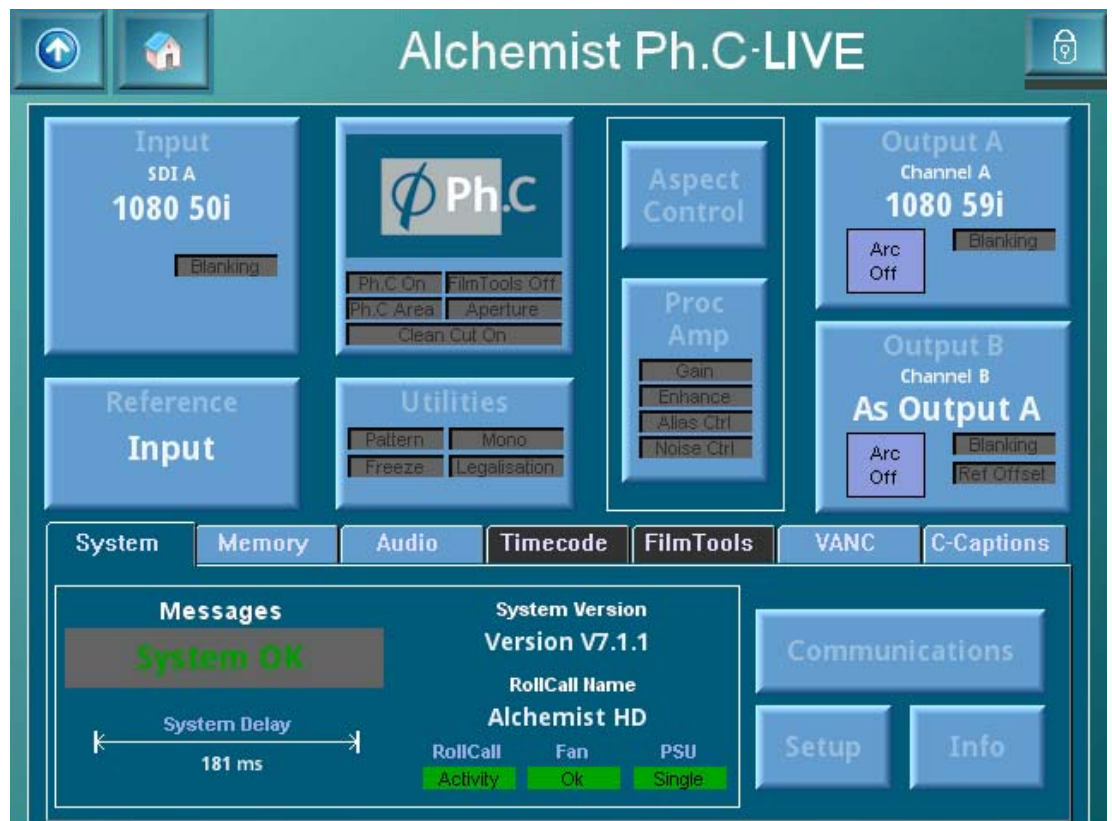 Alchemist Ph.C-LIVE
Input
SDI A
1080 50i
Blanking
Ph.C
Ph.C On
FilmTools Off
Ph.C Area
Aperture
Clean Cut On
Aspect
Control
Proc
Amp
Gain
Enhance
Alias Ctrl
Noise Ctrl
Output A
Channel A
1080 59i
Arc
Off
Blanking
Reference
Input
Utilities
Pattern
Mono
Freeze
Legalisation
Output B
Channel B
As Output A
Arc
Off
Blanking
Ref Offset
System
Memory
Audio
Timecode
FilmTools
VANC
C-Captions
Messages
System OK
System Delay
181 ms
System Version
Version V7.1.1
RollCall Name
Alchemist HD
RollCall
Fan
PSU
Activity
Ok
Single
Communications
Setup
Info